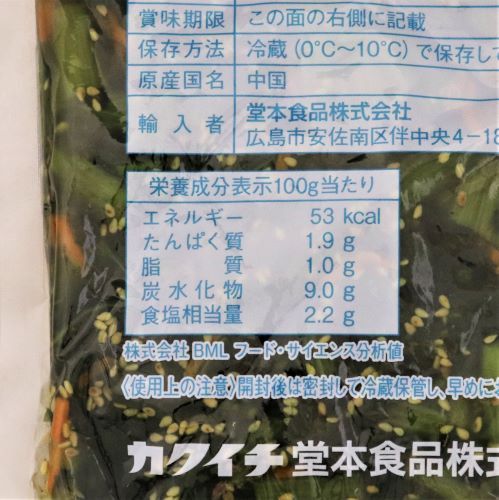 賞味期限 この面の右側に記載
保存方法 冷蔵(0°C〜10°C)で保存して
原産国名 中国
輸入者 堂本食品株式会社
広島市安佐南区伴中央4-18
栄養成分表示100g当たり
エネルギー 53 kcal
たんぱく質 1.9 g
脂質 1.0 g
炭水化物 9.0 g
食塩相当量 2.2 g
株式会社 BML フード・サイエンス分析値
〈使用上の注意〉開封後は密封して冷蔵保管し、早めにお
カクイチ 堂本食品株式